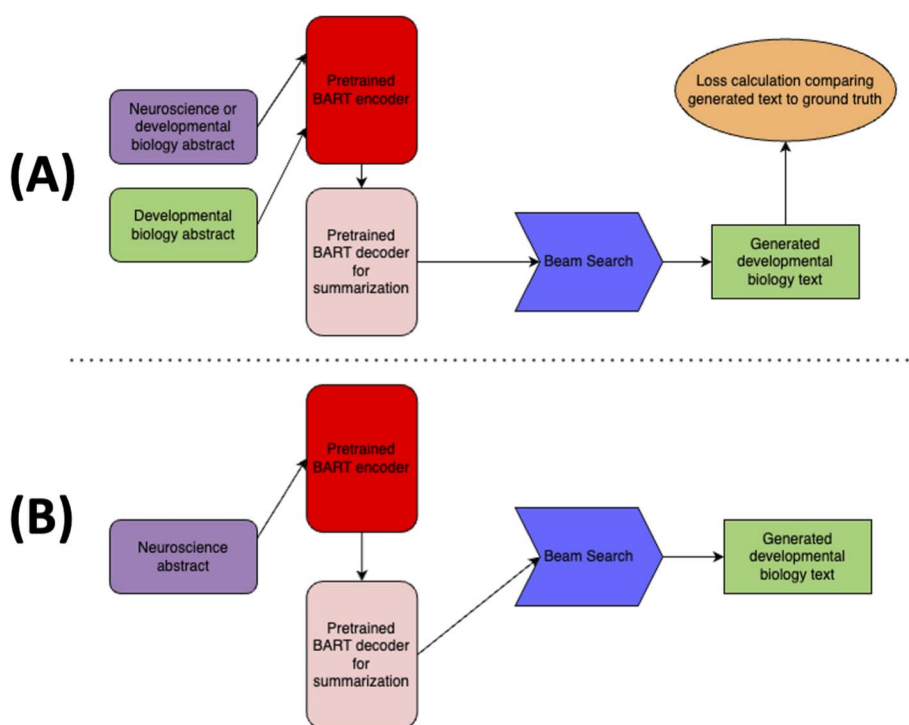 (A)
Neuroscience or
developmental
biology abstract
Developmental
biology abstract
Pretrained
BART encoder
Pretrained
BART decoder
for
summarization
Beam Search
Generated
developmental
biology text
Loss calculation comparing
generated text to ground truth
(B)
Neuroscience
abstract
Pretrained
BART encoder
Pretrained
BART decoder
for
summarization
Beam Search
Generated
developmental
biology text